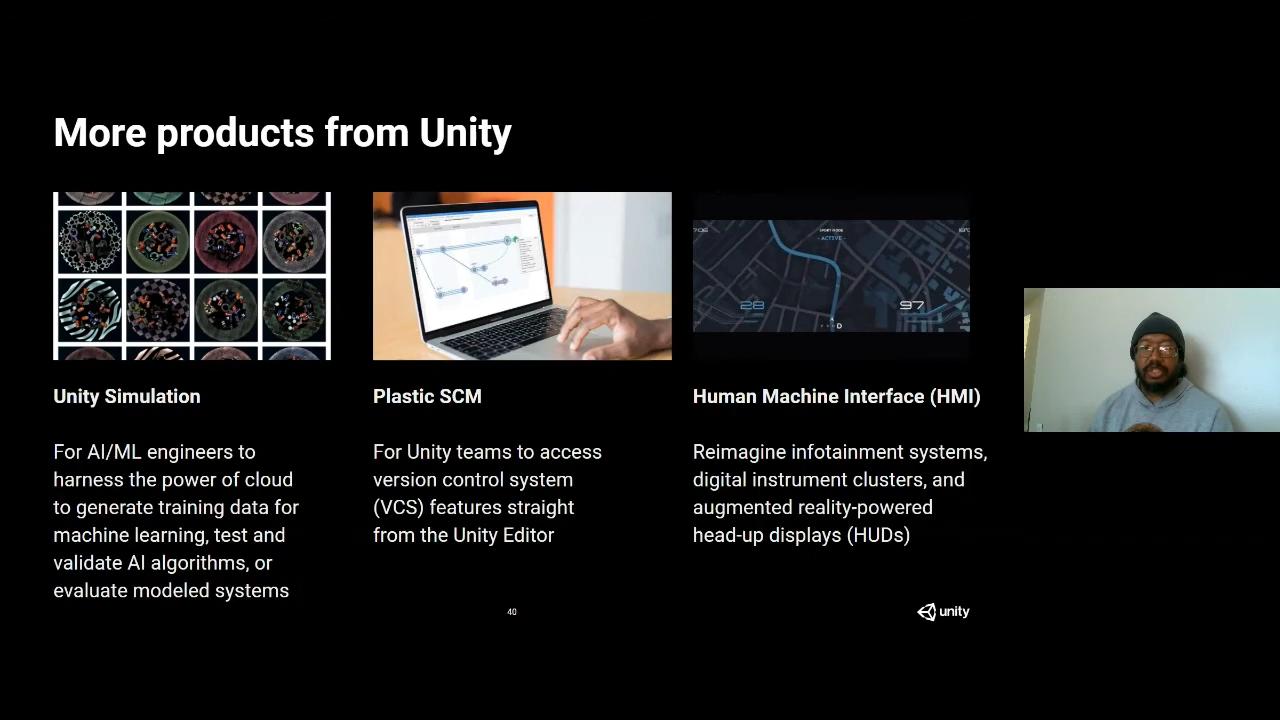 More products from Unity
SPORT MODE
- ACTIVE -
28
97
D
Unity Simulation
For AI/ML engineers to
harness the power of cloud
to generate training data for
machine learning, test and
validate AI algorithms, or
evaluate modeled systems
Plastic SCM
For Unity teams to access
version control system
(VCS) features straight
from the Unity Editor
Human Machine Interface (HMI)
Reimagine infotainment systems,
digital instrument clusters, and
augmented reality-powered
head-up displays (HUDs)
40
unity